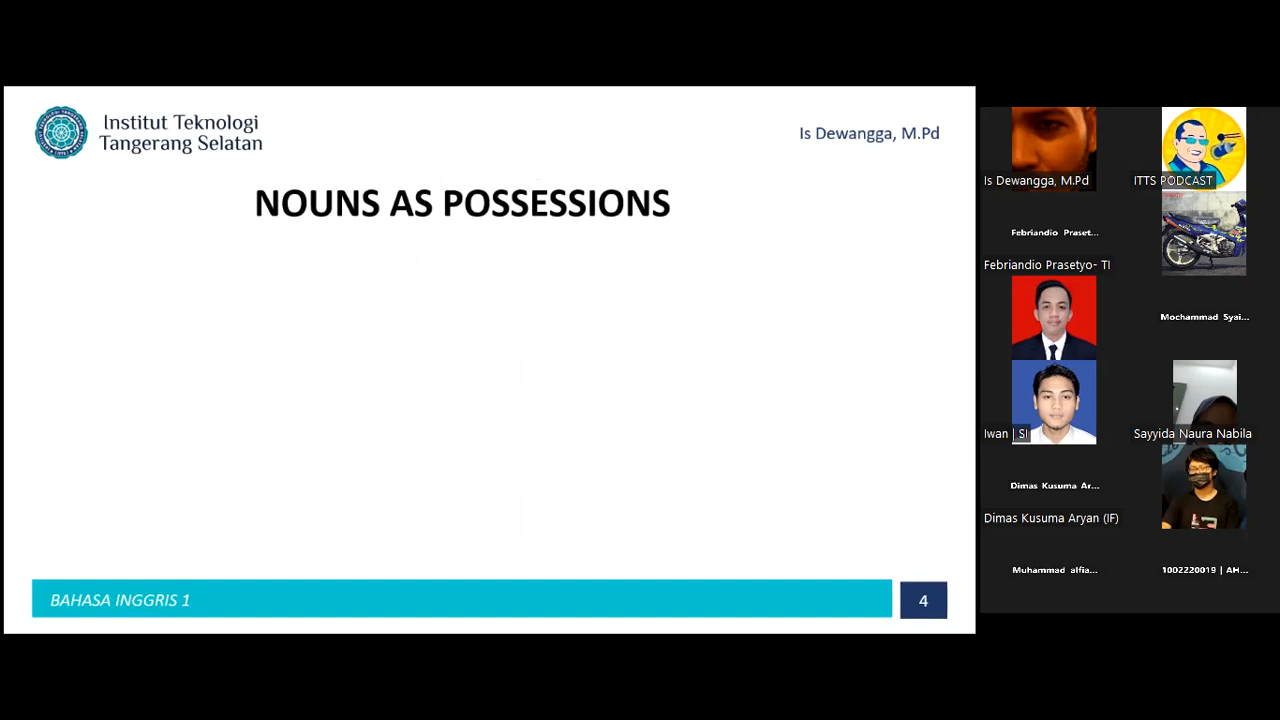 Institut Teknologi
Tangerang Selatan
Is Dewangga, M.Pd
NOUNS AS POSSESSIONS
BAHASA INGGRIS 1
4
Is Dewangga, M.Pd
ITTS PODCAST
Febriandio Praset...
Febriandio Prasetyo- TI
Mochammad Syai...
Iwan | SI
Sayyida Naura Nabila
Dimas Kusuma Ar...
Dimas Kusuma Aryan (IF)
Muhammad alfia...
1002220019 | AH...